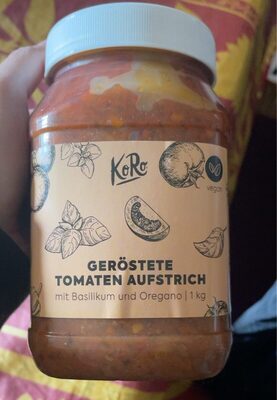 KoRo
vegan
GERÖSTETE
TOMATEN AUFSTRICH
mit Basilikum und Oregano | 1 kg